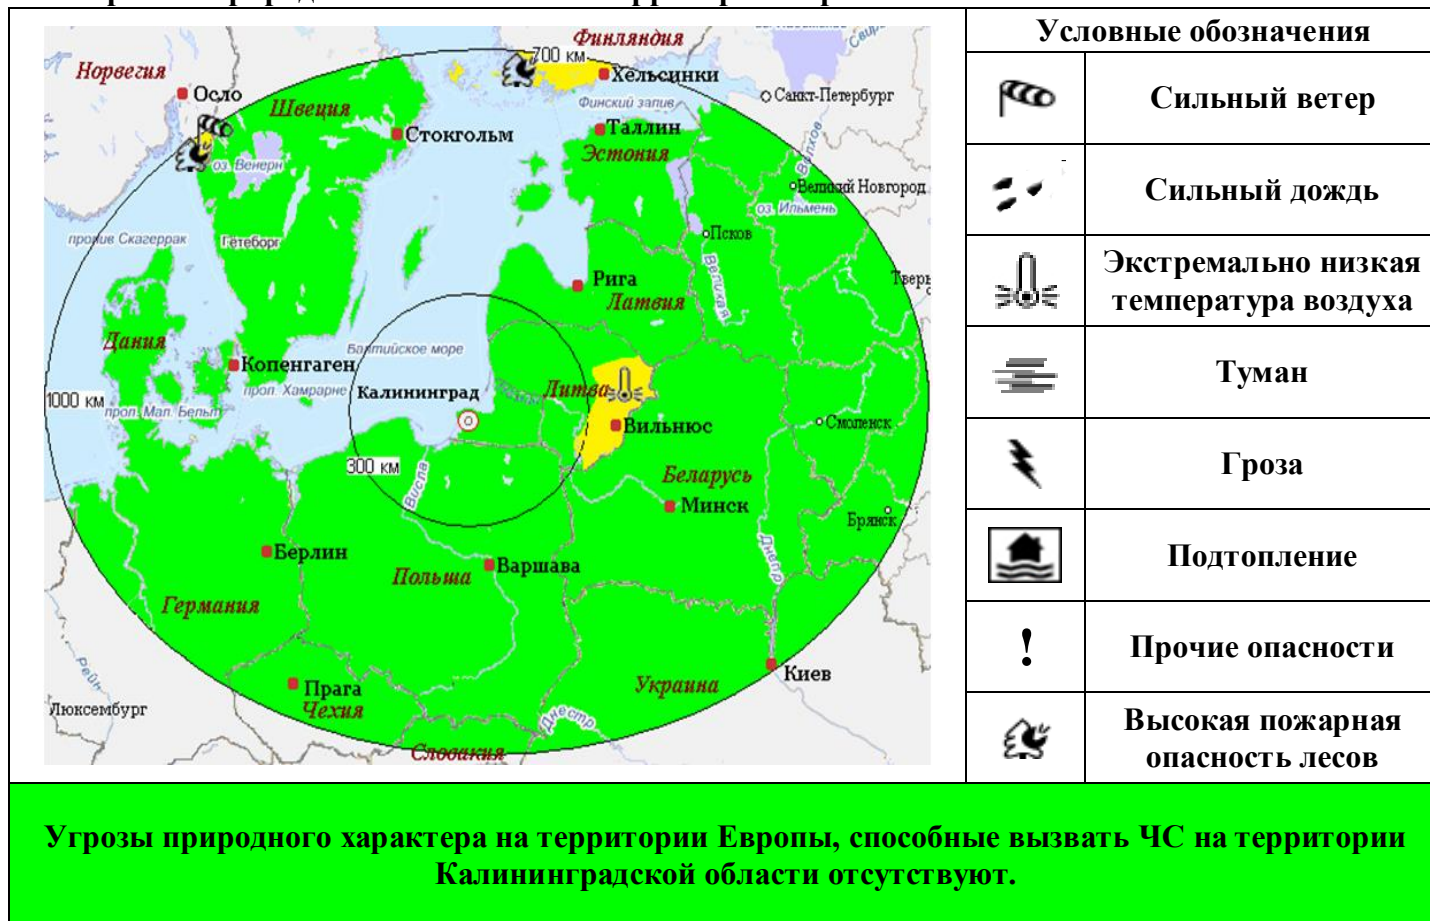 Условные обозначения
Сильный ветер
Сильный дождь
Экстремально низкая
температура воздуха
Туман
Гроза
Подтопление
!
Прочие опасности
Высокая пожарная
опасность лесов
Финляндия
700 км
Норвегия
Хельсинки
Осло
Санкт-Петербург
Финский залив
Швеция
Стокгольм
Таллин
Эстония
Волхов
оз. Венерн
Великий Новгород
оз. Ильмень
пролив Скагеррак
Гётеборг
Псков
Великая
Рига
Латвия
Тверь
Дания
Балтийское море
Копенгаген
прол. Хамрарне
Калининград
Литва
1000 км
прол. Мал. Бельт
Вильнюс
Смоленск
300 км
Висла
Беларусь
Минск
Брянск
Берлин
Варшава
Польша
Днепр
Германия
Рейн
Прага
Чехия
Украина
Киев
Люксембург
Днестр
Словакия
Угрозы природного характера на территории Европы, способные вызвать ЧС на территории
Калининградской области отсутствуют.